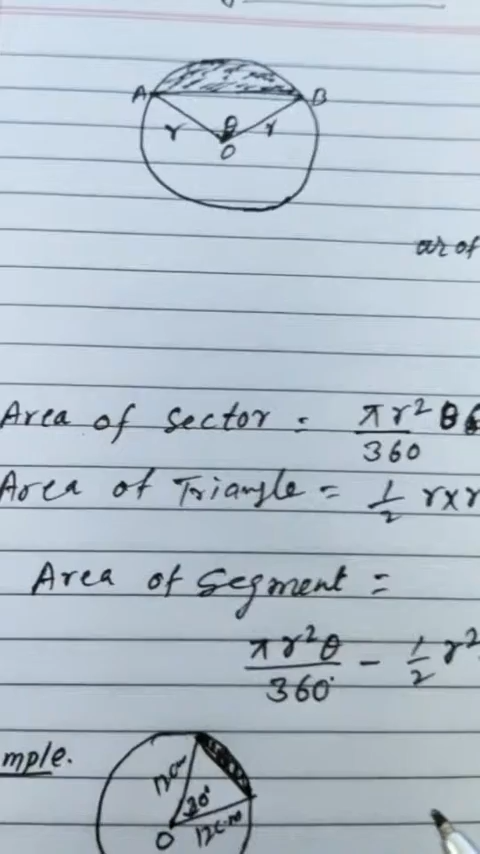 A B
r θ r
O
ar of
Area of Sector : πr²θ
360
Area of Triangle = 1/2 r×r
Area of Segment =
πr²θ/360° - 1/2 r²
mple.
12cm
30°
O 12cm